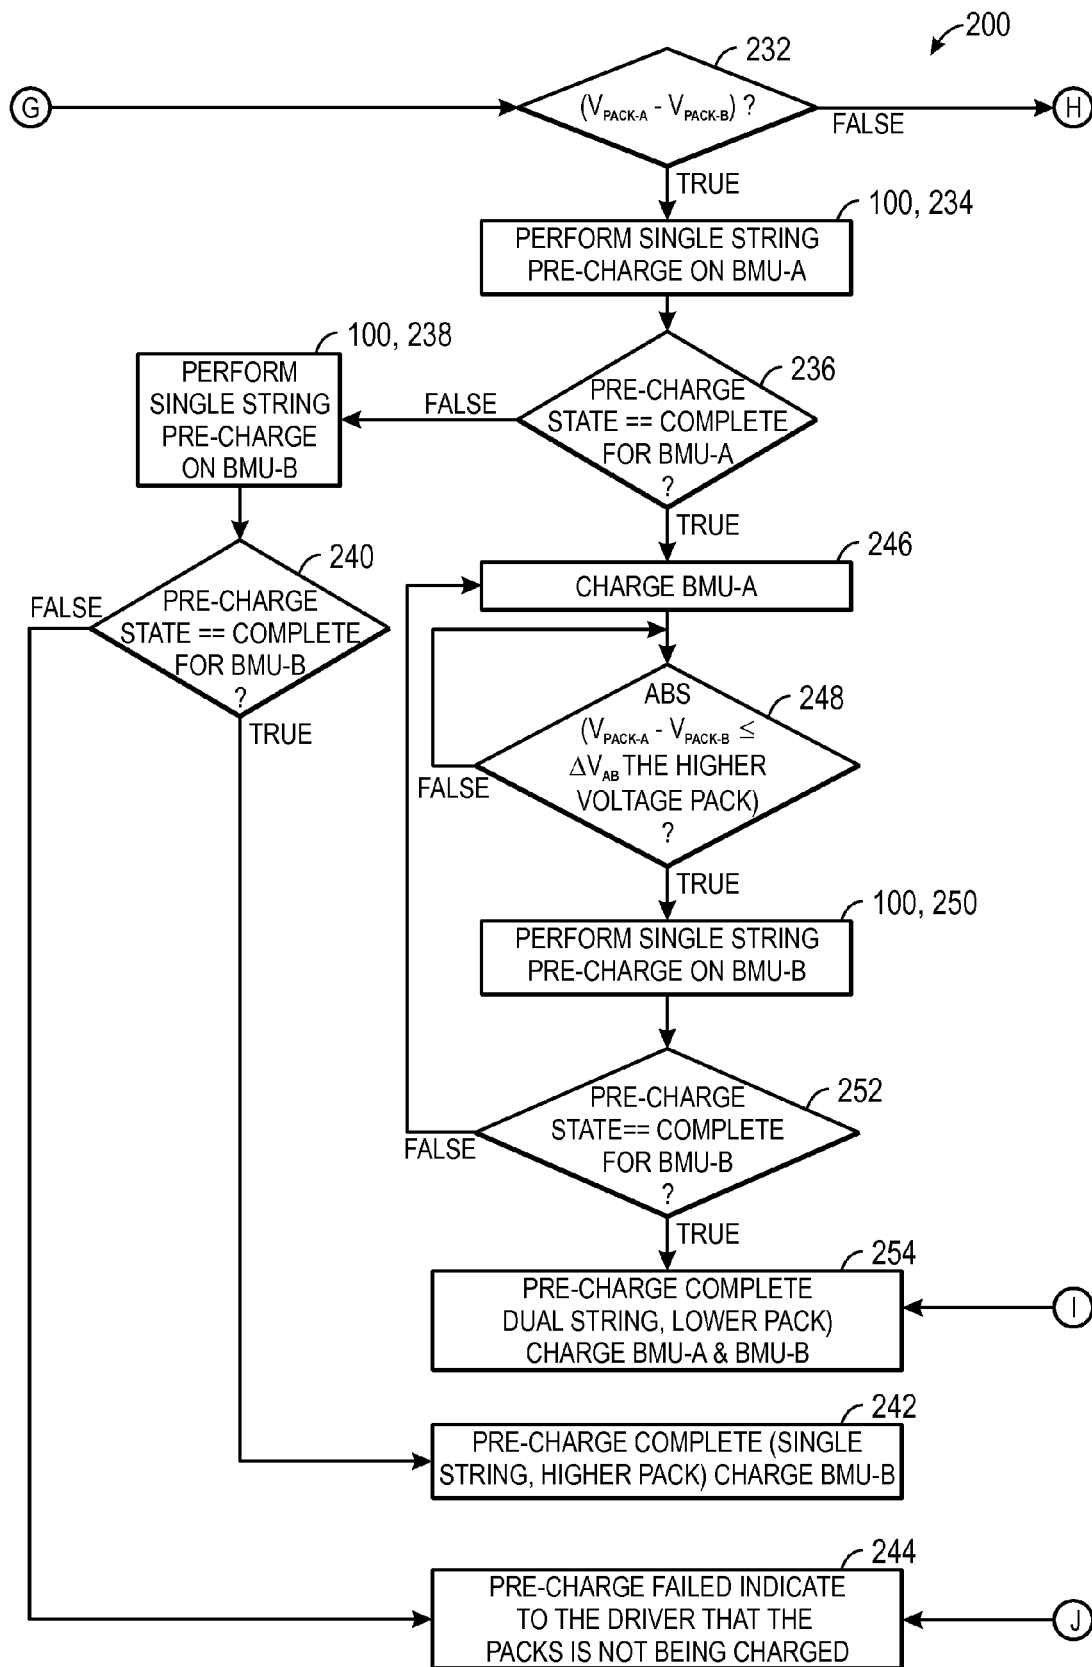 200
232
G
(V_PACK-A - V_PACK-B) ?
FALSE
H
TRUE
100, 234
PERFORM SINGLE STRING
PRE-CHARGE ON BMU-A
100, 238
PERFORM
SINGLE STRING
PRE-CHARGE
ON BMU-B
FALSE
236
PRE-CHARGE
STATE == COMPLETE
FOR BMU-A
?
TRUE
240
FALSE
PRE-CHARGE
STATE == COMPLETE
FOR BMU-B
?
TRUE
246
CHARGE BMU-A
248
ABS
(V_PACK-A - V_PACK-B ≤
ΔV_AB THE HIGHER
VOLTAGE PACK)
?
FALSE
TRUE
100, 250
PERFORM SINGLE STRING
PRE-CHARGE ON BMU-B
252
PRE-CHARGE
STATE== COMPLETE
FOR BMU-B
?
FALSE
TRUE
254
PRE-CHARGE COMPLETE
DUAL STRING, LOWER PACK)
CHARGE BMU-A & BMU-B
I
242
PRE-CHARGE COMPLETE (SINGLE
STRING, HIGHER PACK) CHARGE BMU-B
244
PRE-CHARGE FAILED INDICATE
TO THE DRIVER THAT THE
PACKS IS NOT BEING CHARGED
J